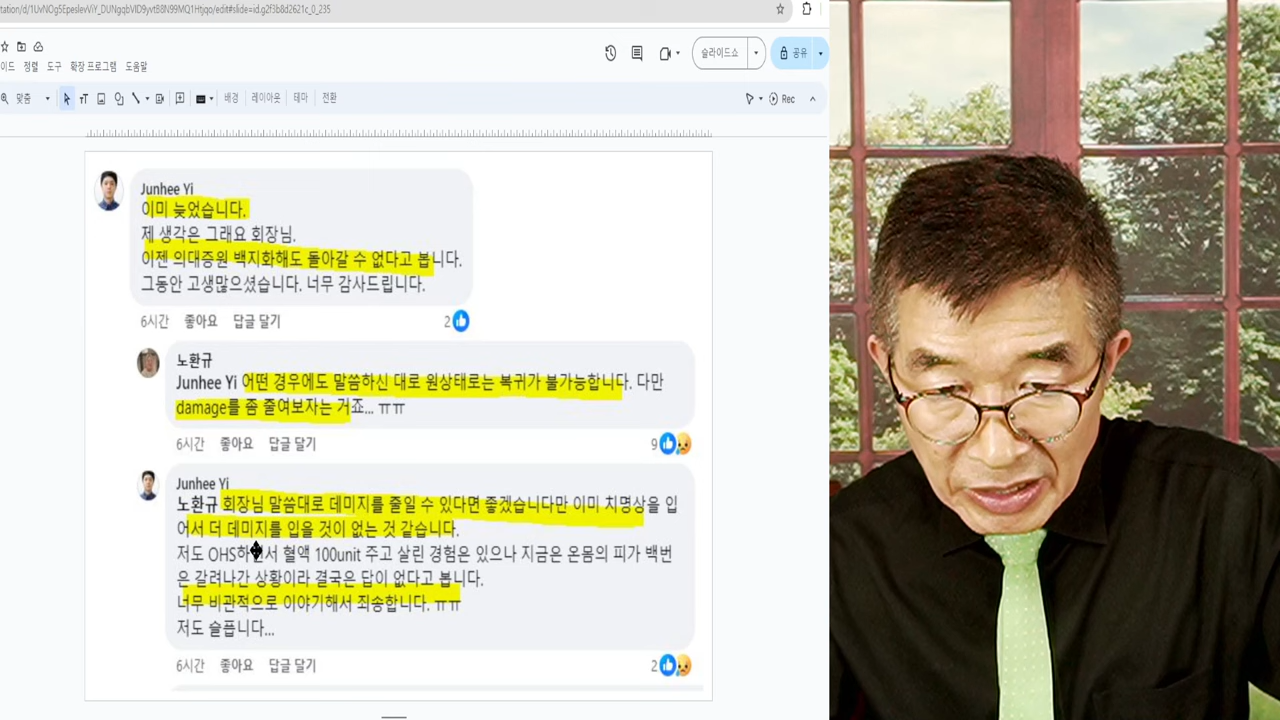 tation/d/1UvNOg5EpeslevViY_DUNgqbVID9yvtB8N99MQ1Htjqo/edit#slide=id.g2f3b8d2621c_0_235
슬라이드쇼
공유
이드 정렬 도구 확장 프로그램 도움말
맞춤 배경 레이아웃 테마 전환 Rec
Junhee Yi
이미 늦었습니다.
제 생각은 그래요 회장님.
이젠 의대증원 백지화해도 돌아갈 수 없다고 봅니다.
그동안 고생많으셨습니다. 너무 감사드립니다.
6시간 좋아요 답글 달기 2
노환규
Junhee Yi 어떤 경우에도 말씀하신 대로 원상태로는 복귀가 불가능합니다. 다만
damage를 좀 줄여보자는 거죠... ㅠㅠ
6시간 좋아요 답글 달기 9
Junhee Yi
노환규 회장님 말씀대로 데미지를 줄일 수 있다면 좋겠습니다만 이미 치명상을 입
어서 더 데미지를 입을 것이 없는 것 같습니다.
저도 OHS하면서 혈액 100unit 주고 살린 경험은 있으나 지금은 온몸의 피가 백번
은 갈려나간 상황이라 결국은 답이 없다고 봅니다.
너무 비관적으로 이야기해서 죄송합니다. ㅠㅠ
저도 슬픕니다...
6시간 좋아요 답글 달기 2